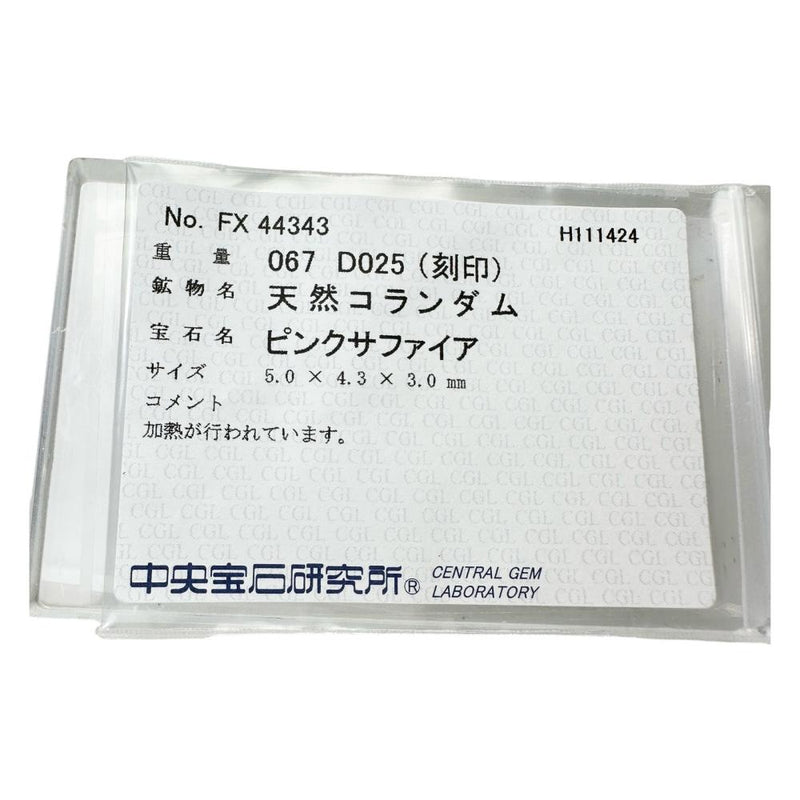 No. FX 44343 H111424
重量 067 D025 (刻印)
鉱物名 天然コランダム
宝石名 ピンクサファイア
サイズ 5.0 × 4.3 × 3.0 mm
コメント
加熱が行われています。
中央宝石研究所® CENTRAL GEM
LABORATORY